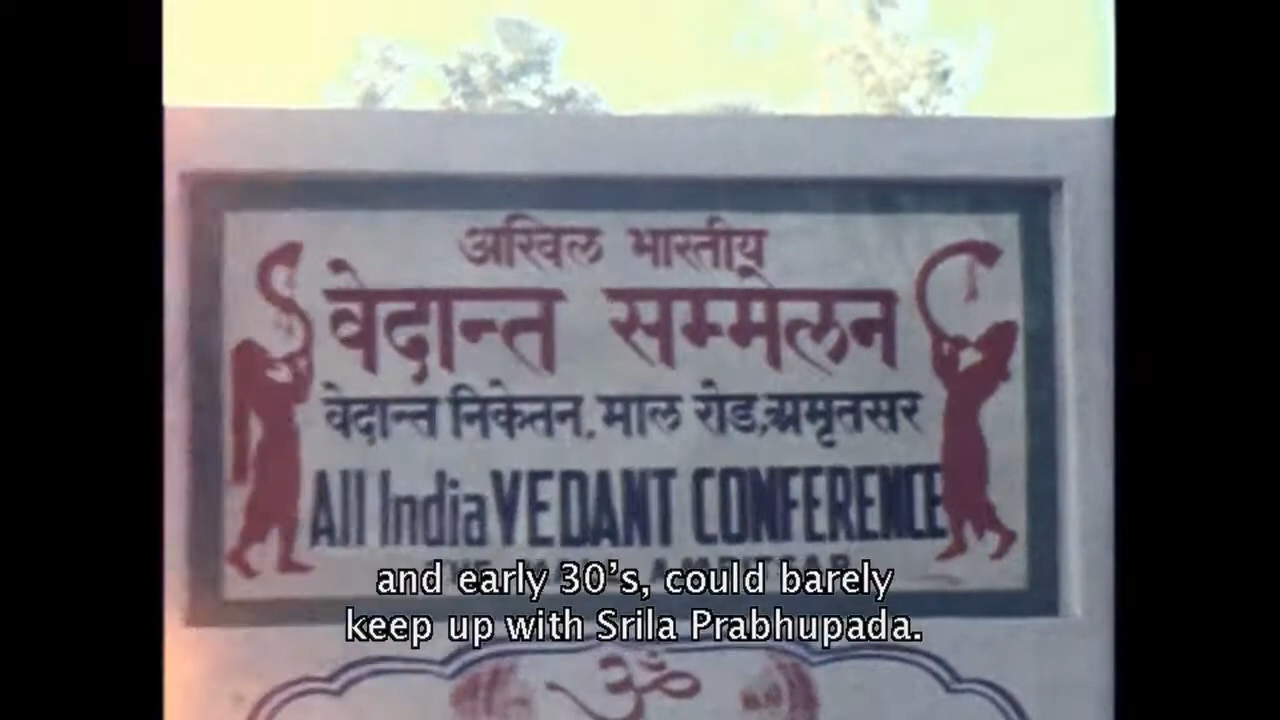 अखिल भारतीय
वेदान्त सम्मेलन
वेदान्त निकेतन, माल रोड,अमृतसर
All India VEDANT CONFERENCE
and early 30’s, could barely
keep up with Srila Prabhupada.
ॐ